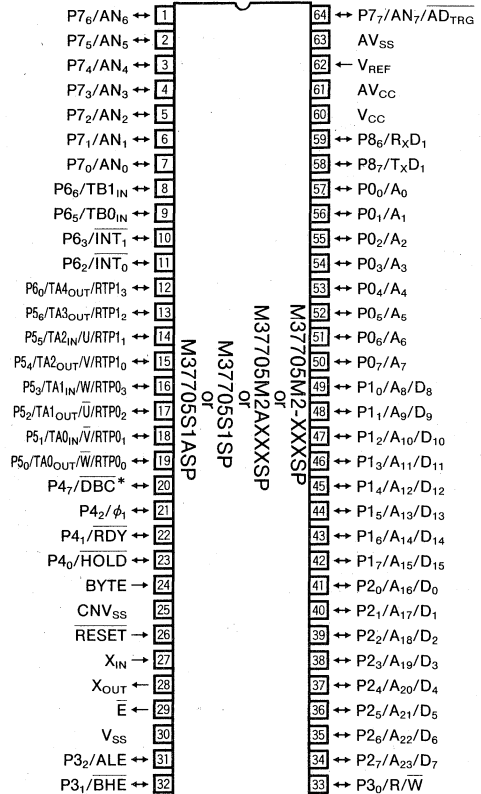 P7₆/AN₆ ↔ 1
P7₅/AN₅ ↔ 2
P7₄/AN₄ ↔ 3
P7₃/AN₃ ↔ 4
P7₂/AN₂ ↔ 5
P7₁/AN₁ ↔ 6
P7₀/AN₀ ↔ 7
P6₆/TB1IN ↔ 8
P6₅/TB0IN ↔ 9
P6₃/I̅N̅T̅₁ ↔ 10
P6₂/I̅N̅T̅₀ ↔ 11
P6₀/TA4OUT/RTP1₃ ↔ 12
P5₆/TA3OUT/RTP1₂ ↔ 13
P5₅/TA2IN/U/RTP1₁ ↔ 14
P5₄/TA2OUT/V/RTP1₀ ↔ 15
P5₃/TA1IN/W/RTP0₃ ↔ 16
P5₂/TA1OUT/U̅/RTP0₂ ↔ 17
P5₁/TA0IN/V̅/RTP0₁ ↔ 18
P5₀/TA0OUT/W̅/RTP0₀ ↔ 19
P4₇/D̅B̅C̅* ↔ 20
P4₂/ϕ₁ ↔ 21
P4₁/R̅D̅Y̅ ↔ 22
P4₀/H̅O̅L̅D̅ ↔ 23
BYTE → 24
CNVSS 25
R̅E̅S̅E̅T̅ → 26
XIN → 27
XOUT ← 28
E̅ ← 29
VSS 30
P3₂/ALE ↔ 31
P3₁/B̅H̅E̅ ↔ 32
M37705M2-XXXSP
or
M37705M2AXXXSP
or
M37705S1SP
or
M37705S1ASP
64 ↔ P7₇/AN₇/A̅D̅T̅R̅G̅
63 AVSS
62 ← VREF
61 AVCC
60 VCC
59 ↔ P8₆/RXD₁
58 ↔ P8₇/TXD₁
57 ↔ P0₀/A₀
56 ↔ P0₁/A₁
55 ↔ P0₂/A₂
54 ↔ P0₃/A₃
53 ↔ P0₄/A₄
52 ↔ P0₅/A₅
51 ↔ P0₆/A₆
50 ↔ P0₇/A₇
49 ↔ P1₀/A₈/D₈
48 ↔ P1₁/A₉/D₉
47 ↔ P1₂/A₁₀/D₁₀
46 ↔ P1₃/A₁₁/D₁₁
45 ↔ P1₄/A₁₂/D₁₂
44 ↔ P1₅/A₁₃/D₁₃
43 ↔ P1₆/A₁₄/D₁₄
42 ↔ P1₇/A₁₅/D₁₅
41 ↔ P2₀/A₁₆/D₀
40 ↔ P2₁/A₁₇/D₁
39 ↔ P2₂/A₁₈/D₂
38 ↔ P2₃/A₁₉/D₃
37 ↔ P2₄/A₂₀/D₄
36 ↔ P2₅/A₂₁/D₅
35 ↔ P2₆/A₂₂/D₆
34 ↔ P2₇/A₂₃/D₇
33 ↔ P3₀/R/W̅